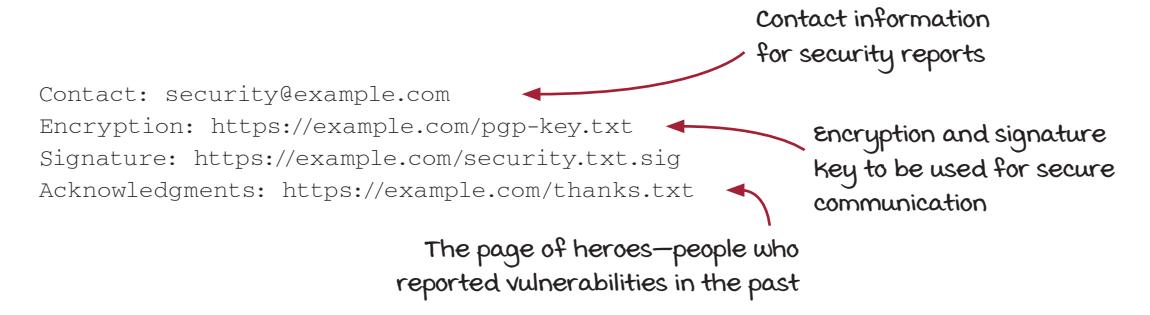 Contact information
for security reports
Contact: security@example.com
Encryption: https://example.com/pgp-key.txt
Signature: https://example.com/security.txt.sig
Acknowledgments: https://example.com/thanks.txt
Encryption and signature
key to be used for secure
communication
The page of heroes—people who
reported vulnerabilities in the past